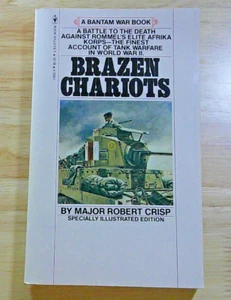 A BANTAM WAR BOOK
A BATTLE TO THE DEATH
AGAINST ROMMEL'S ELITE AFRIKA
KORPS—THE FINEST
ACCOUNT OF TANK WARFARE
IN WORLD WAR II.
BRAZEN
CHARIOTS
BY MAJOR ROBERT CRISP
SPECIALLY ILLUSTRATED EDITION